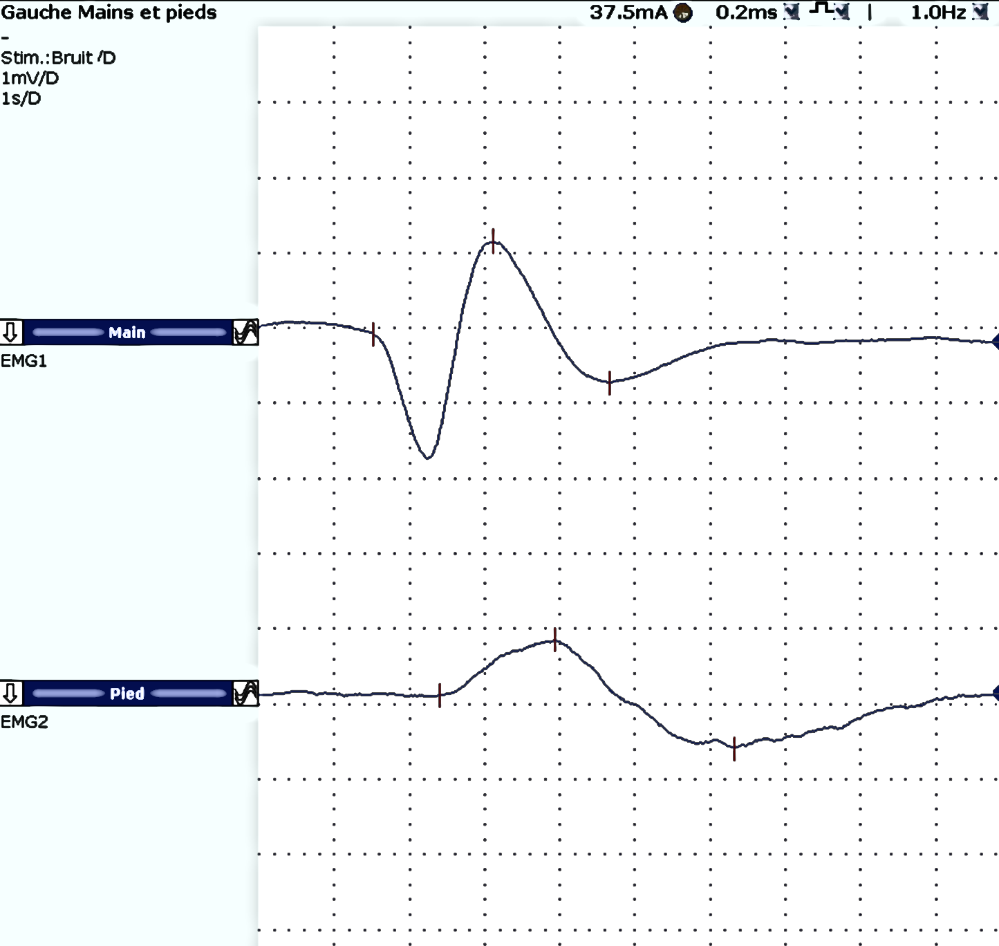 Gauche Mains et pieds 37.5mA 0.2ms 1.0Hz
-
Stim.:Bruit /D
1mV/D
1s/D
Main
EMG1
Pied
EMG2